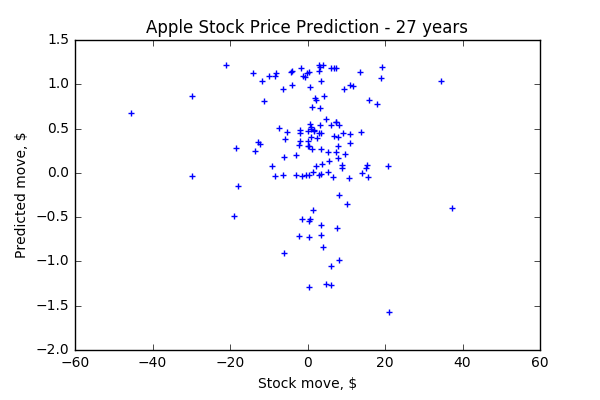 Apple Stock Price Prediction - 27 years
1.5
1.0
0.5
0.0
−0.5
−1.0
−1.5
−2.0
Predicted move, $
−60 −40 −20 0 20 40 60
Stock move, $